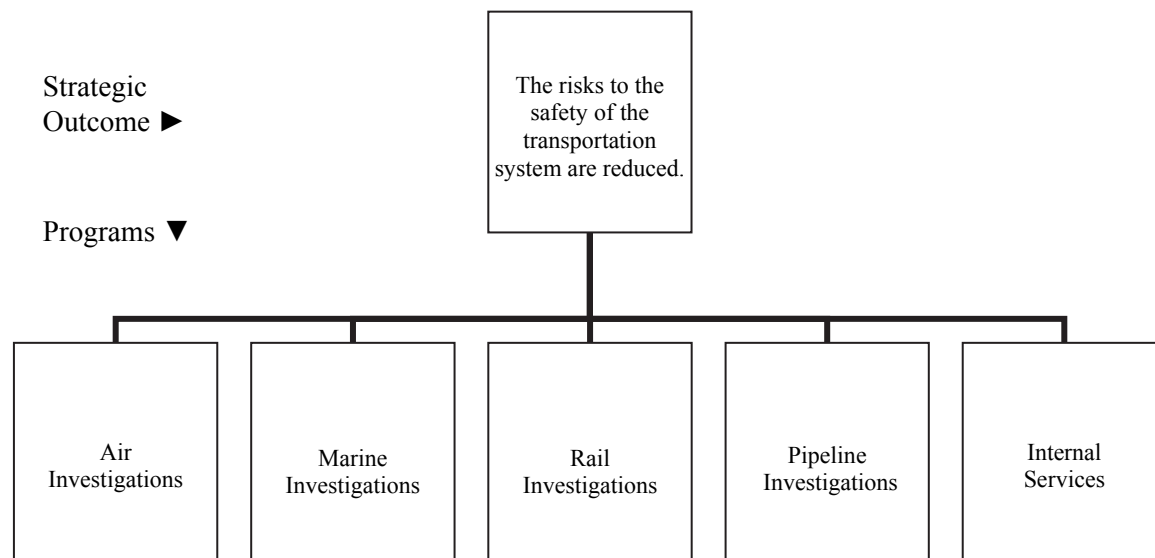 Strategic
Outcome ►
The risks to the
safety of the
transportation
system are reduced.
Programs ▼
Air
Investigations
Marine
Investigations
Rail
Investigations
Pipeline
Investigations
Internal
Services